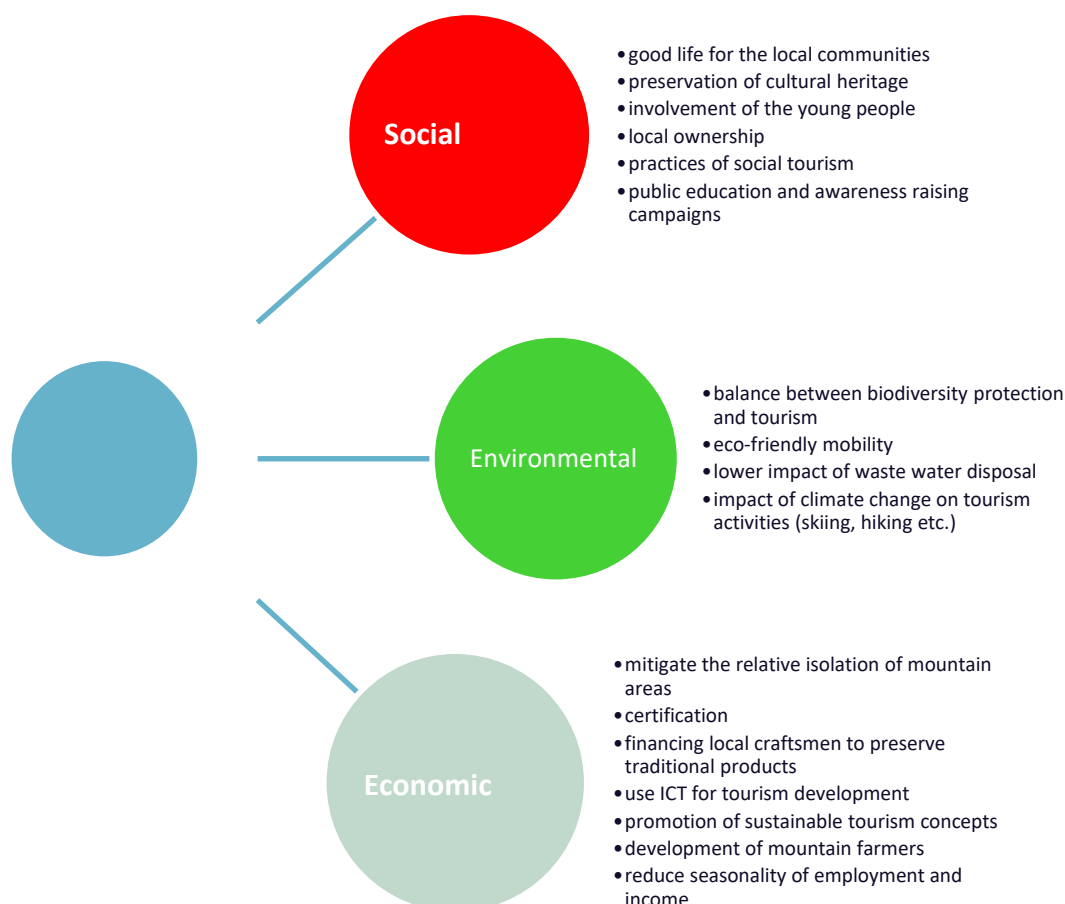 Social
•good life for the local communities
•preservation of cultural heritage
•involvement of the young people
•local ownership
•practices of social tourism
•public education and awareness raising
campaigns
Environmental
•balance between biodiversity protection
and tourism
•eco-friendly mobility
•lower impact of waste water disposal
•impact of climate change on tourism
activities (skiing, hiking etc.)
Economic
•mitigate the relative isolation of mountain
areas
•certification
•financing local craftsmen to preserve
traditional products
•use ICT for tourism development
•promotion of sustainable tourism concepts
•development of mountain farmers
•reduce seasonality of employment and
income